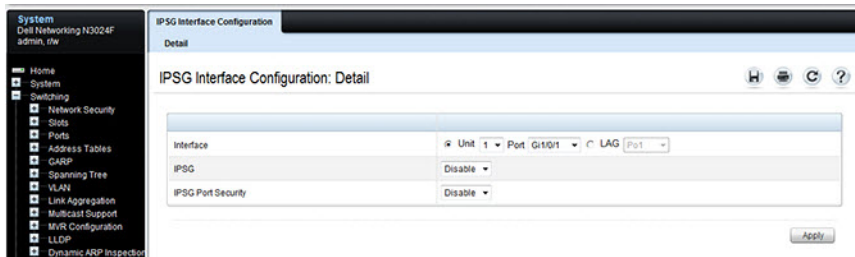 System
Dell Networking N3024F
admin, r/w
Home
System
Switching
Network Security
Slots
Ports
Address Tables
GARP
Spanning Tree
VLAN
Link Aggregation
Multicast Support
MVR Configuration
LLDP
Dynamic ARP Inspection
IPSG Interface Configuration
Detail
IPSG Interface Configuration: Detail
Interface Unit 1 Port Gi1/0/1 LAG Po1
IPSG Disable
IPSG Port Security Disable
Apply